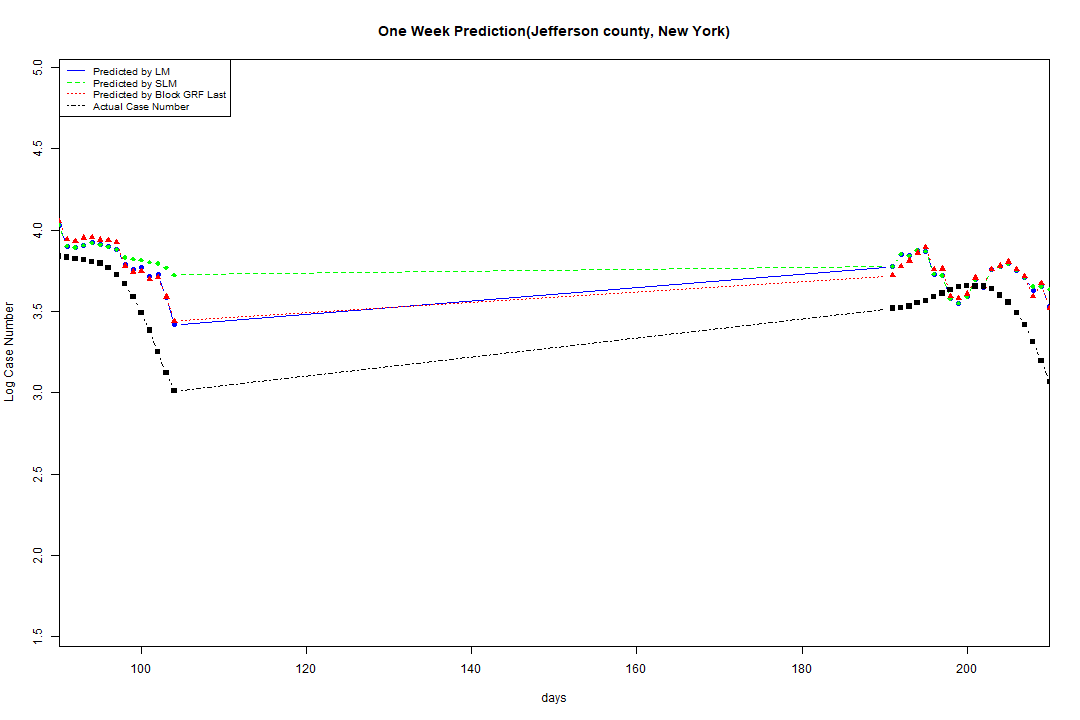 One Week Prediction(Jefferson county, New York)
Predicted by LM
Predicted by SLM
Predicted by Block GRF Last
Actual Case Number
Log Case Number
5.0
4.5
4.0
3.5
3.0
2.5
2.0
1.5
100 120 140 160 180 200
days